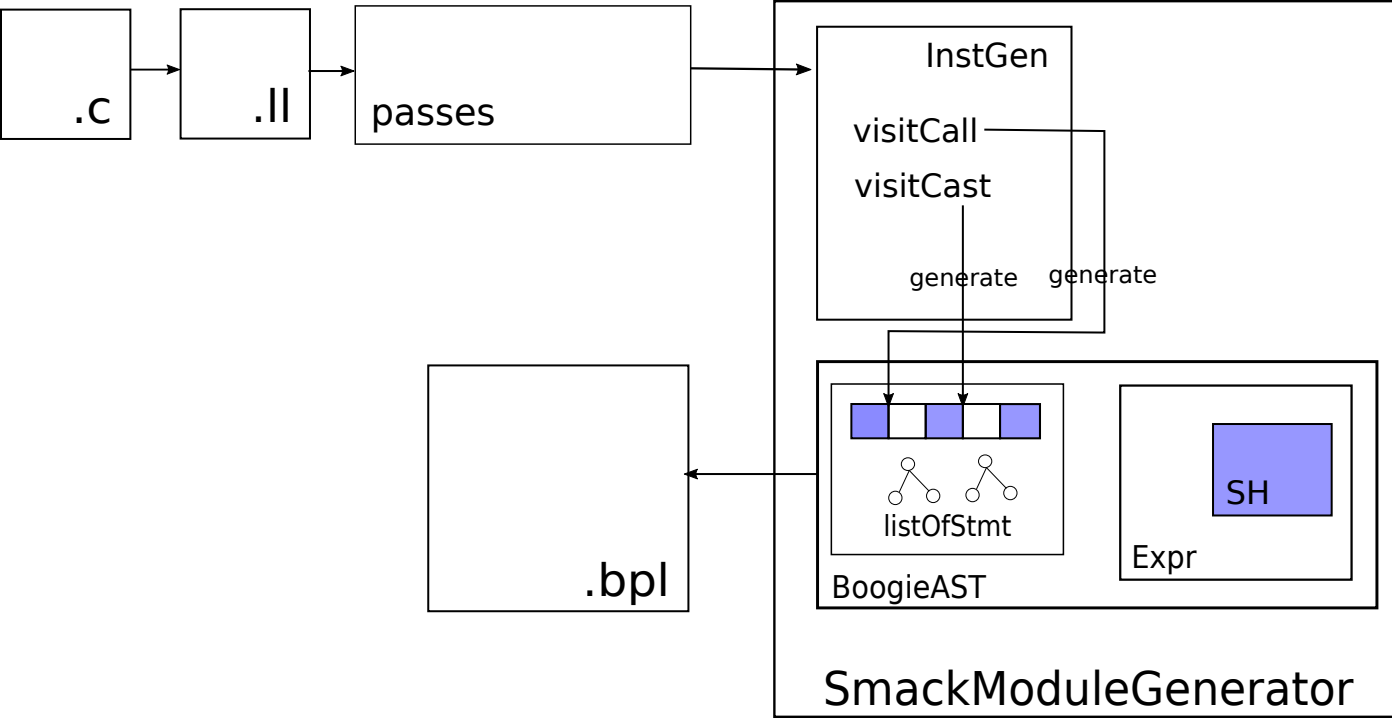 .c
.ll
passes
InstGen
visitCall
visitCast
generate
generate
listOfStmt
BoogieAST
SH
Expr
.bpl
SmackModuleGenerator